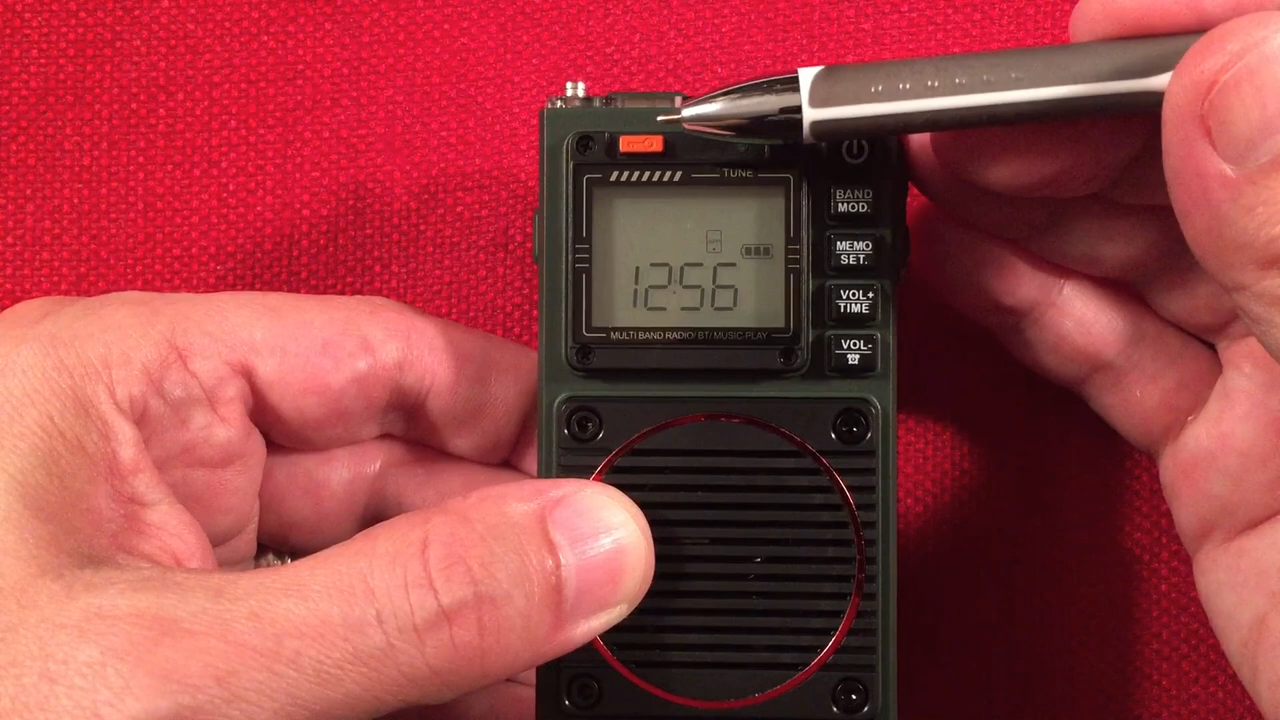 TUNE
BAND
MOD.
12:56
MEMO
SET.
VOL+
TIME
MULTI BAND RADIO/ BT/ MUSIC-PLAY
VOL-